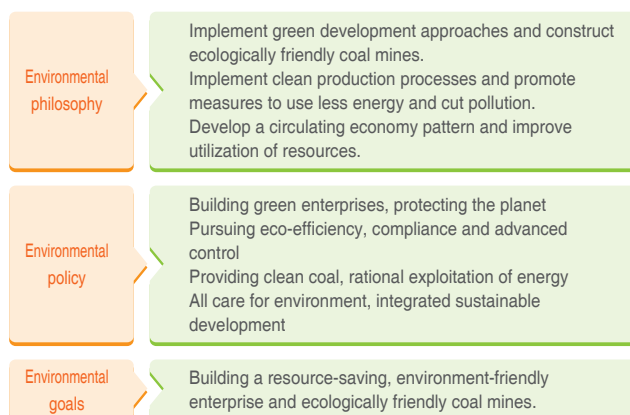 Environmental
philosophy
Implement green development approaches and construct
ecologically friendly coal mines.
Implement clean production processes and promote
measures to use less energy and cut pollution.
Develop a circulating economy pattern and improve
utilization of resources.
Environmental
policy
Building green enterprises, protecting the planet
Pursuing eco-efficiency, compliance and advanced
control
Providing clean coal, rational exploitation of energy
All care for environment, integrated sustainable
development
Environmental
goals
Building a resource-saving, environment-friendly
enterprise and ecologically friendly coal mines.